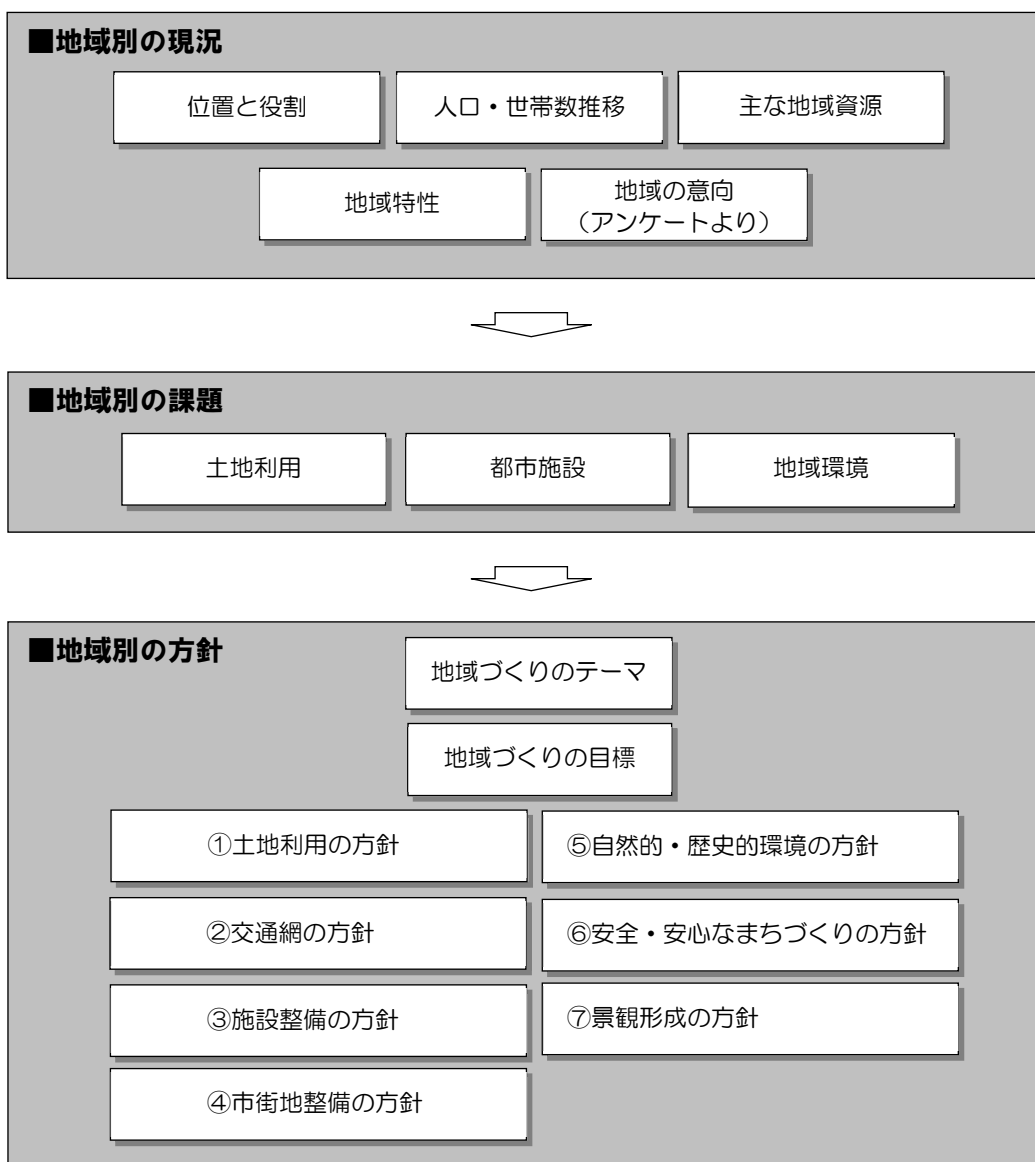 ■地域別の現況
位置と役割
人口・世帯数推移
主な地域資源
地域特性
地域の意向
（アンケートより）
■地域別の課題
土地利用
都市施設
地域環境
■地域別の方針
地域づくりのテーマ
地域づくりの目標
①土地利用の方針
②交通網の方針
③施設整備の方針
④市街地整備の方針
⑤自然的・歴史的環境の方針
⑥安全・安心なまちづくりの方針
⑦景観形成の方針